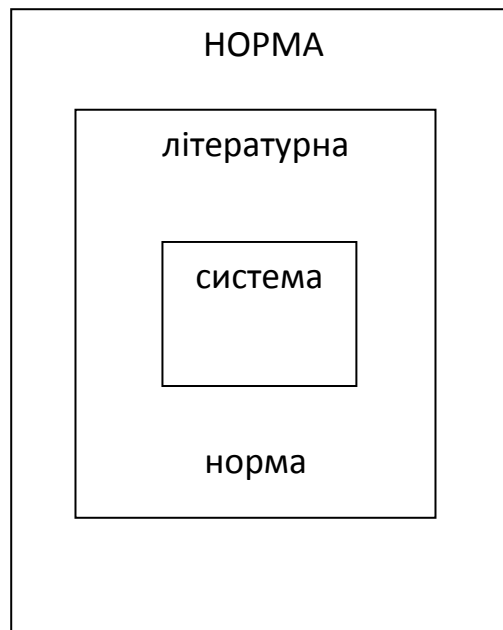 НОРМА
літературна
система
норма